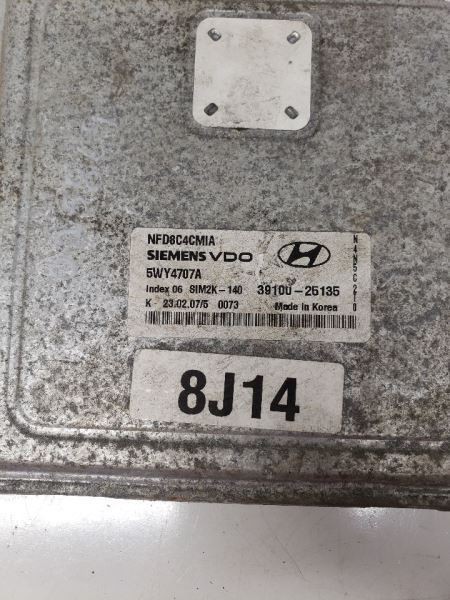 NFD8C4CMIA
SIEMENS VDO
5WY4707A
Index 06 SIM2K-140 39100-25135
K 23.02.07/5 0073 Made in Korea
8J14